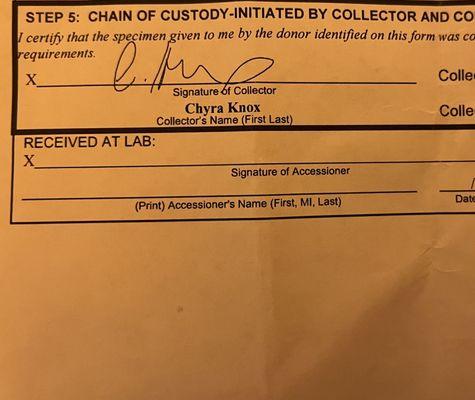 STEP 5: CHAIN OF CUSTODY-INITIATED BY COLLECTOR AND CO
I certify that the specimen given to me by the donor identified on this form was co
requirements.
X
Colle
Signature of Collector
Chyra Knox
Colle
Collector's Name (First Last)
RECEIVED AT LAB:
X
Signature of Accessioner
/
Date
(Print) Accessioner's Name (First, MI, Last)